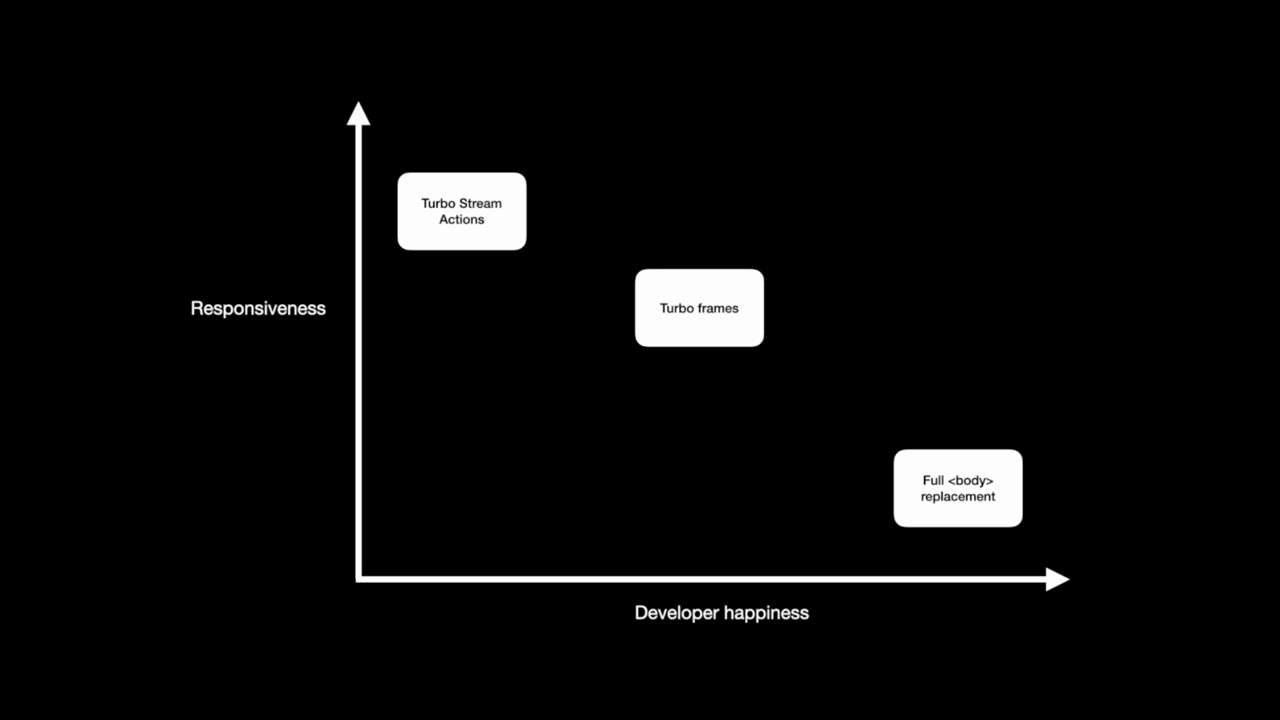 Turbo Stream
Actions
Turbo frames
Responsiveness
Full <body>
replacement
Developer happiness